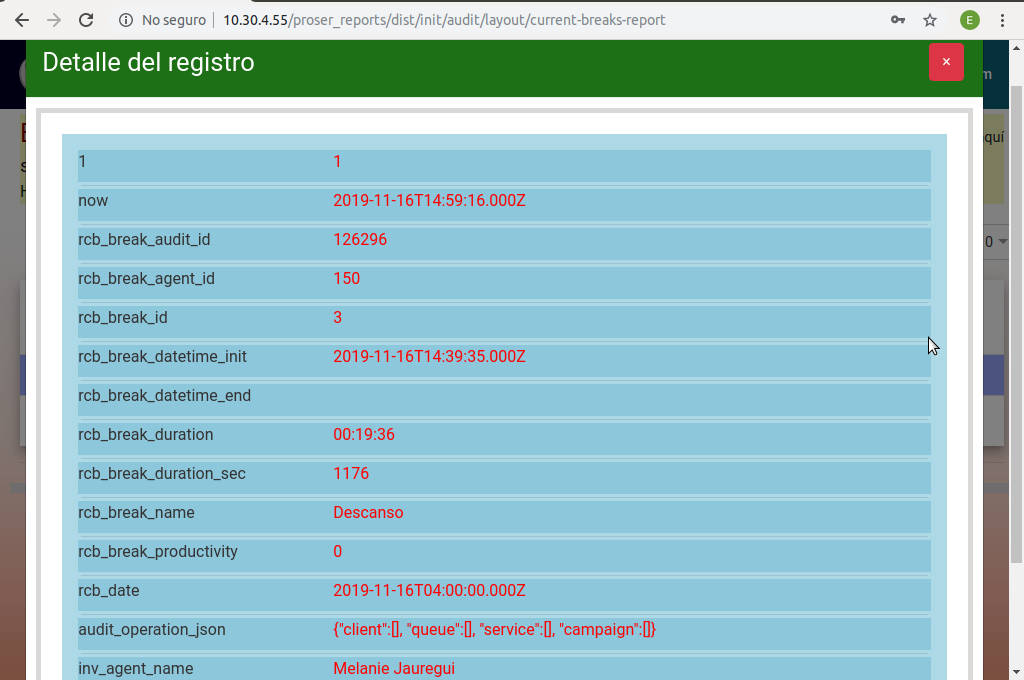 No seguro
10.30.4.55/proser_reports/dist/init/audit/layout/current-breaks-report
E
Detalle del registro
×
m
quí
0
1 1
now 2019-11-16T14:59:16.000Z
rcb_break_audit_id 126296
rcb_break_agent_id 150
rcb_break_id 3
rcb_break_datetime_init 2019-11-16T14:39:35.000Z
rcb_break_datetime_end
rcb_break_duration 00:19:36
rcb_break_duration_sec 1176
rcb_break_name Descanso
rcb_break_productivity 0
rcb_date 2019-11-16T04:00:00.000Z
audit_operation_json {"client":[], "queue":[], "service":[], "campaign":[]}
inv_agent_name Melanie Jauregui